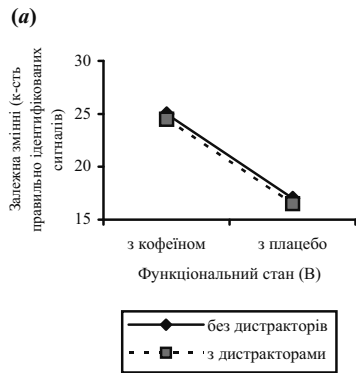 (a)
Залежна змінні (к-сть
правильно ідентифікованих
сигналів)
30
25
20
15
з кофеїном
з плацебо
Функціональний стан (В)
без дистракторів
з дистракторами